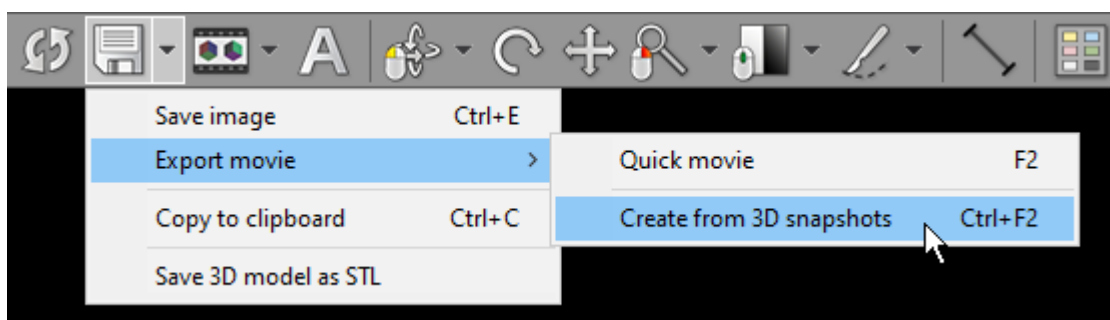 A
Save image Ctrl+E
Export movie >
Quick movie F2
Copy to clipboard Ctrl+C
Create from 3D snapshots Ctrl+F2
Save 3D model as STL